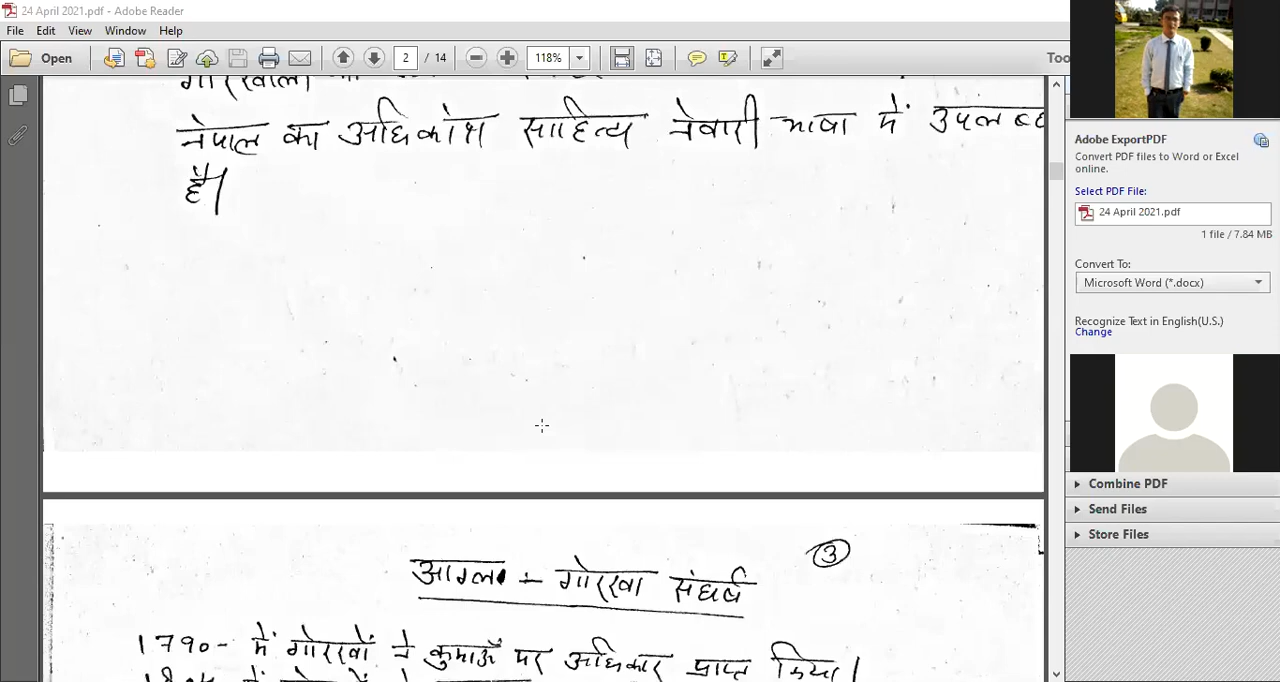 24 April 2021.pdf - Adobe Reader
File Edit View Window Help
Open 2 / 14 118% Too
गोरखाली
नेपाल का अधिकांश साहित्य नेवारी भाषा में उपलब्ध
है।
③
आंग्ल - गोरखा संघर्ष
1790- में गोरखों ने कुमाऊँ पर अधिकार प्राप्त किया।
Adobe ExportPDF
Convert PDF files to Word or Excel
online.
Select PDF File:
24 April 2021.pdf
1 file / 7.84 MB
Convert To:
Microsoft Word (*.docx)
Recognize Text in English(U.S.)
Change
Combine PDF
Send Files
Store Files